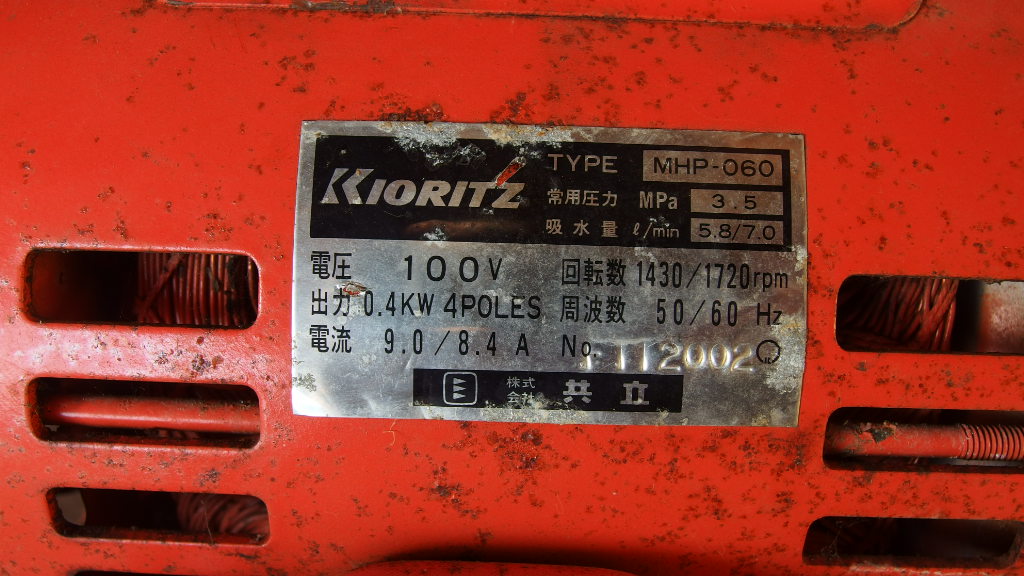 KIORITZ
TYPE MHP-060
常用圧力 MPa 3.5
吸水量 ℓ/min 5.8/7.0
電圧 100V
出力 0.4KW 4POLES
電流 9.0/8.4 A
回転数 1430/1720rpm
周波数 50/60 Hz
No. 112002
株式会社 共立